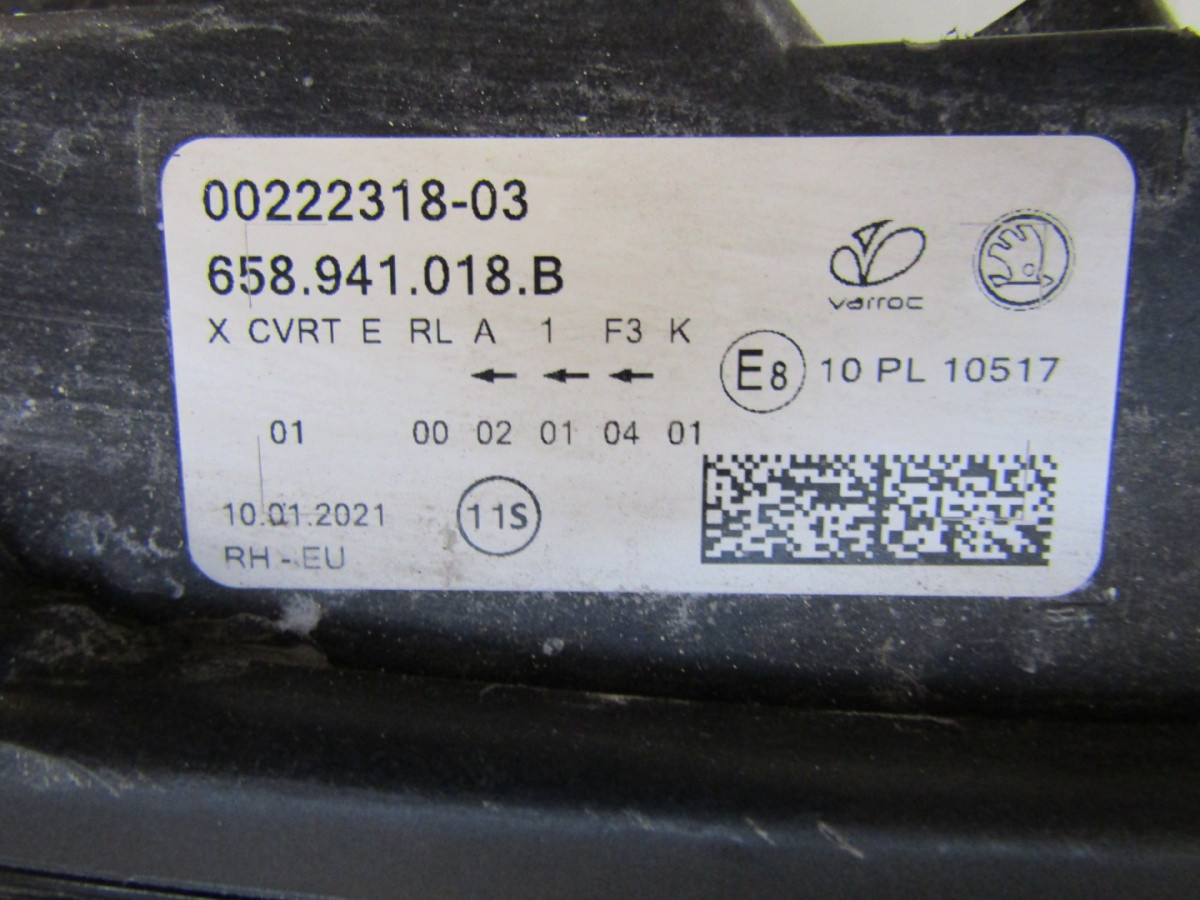 00222318-03
658.941.018.B
varroc
X CVRT E RL A 1 F3 K
← ← ←
E8 10 PL 10517
01 00 02 01 04 01
10.01.2021
11S
RH - EU